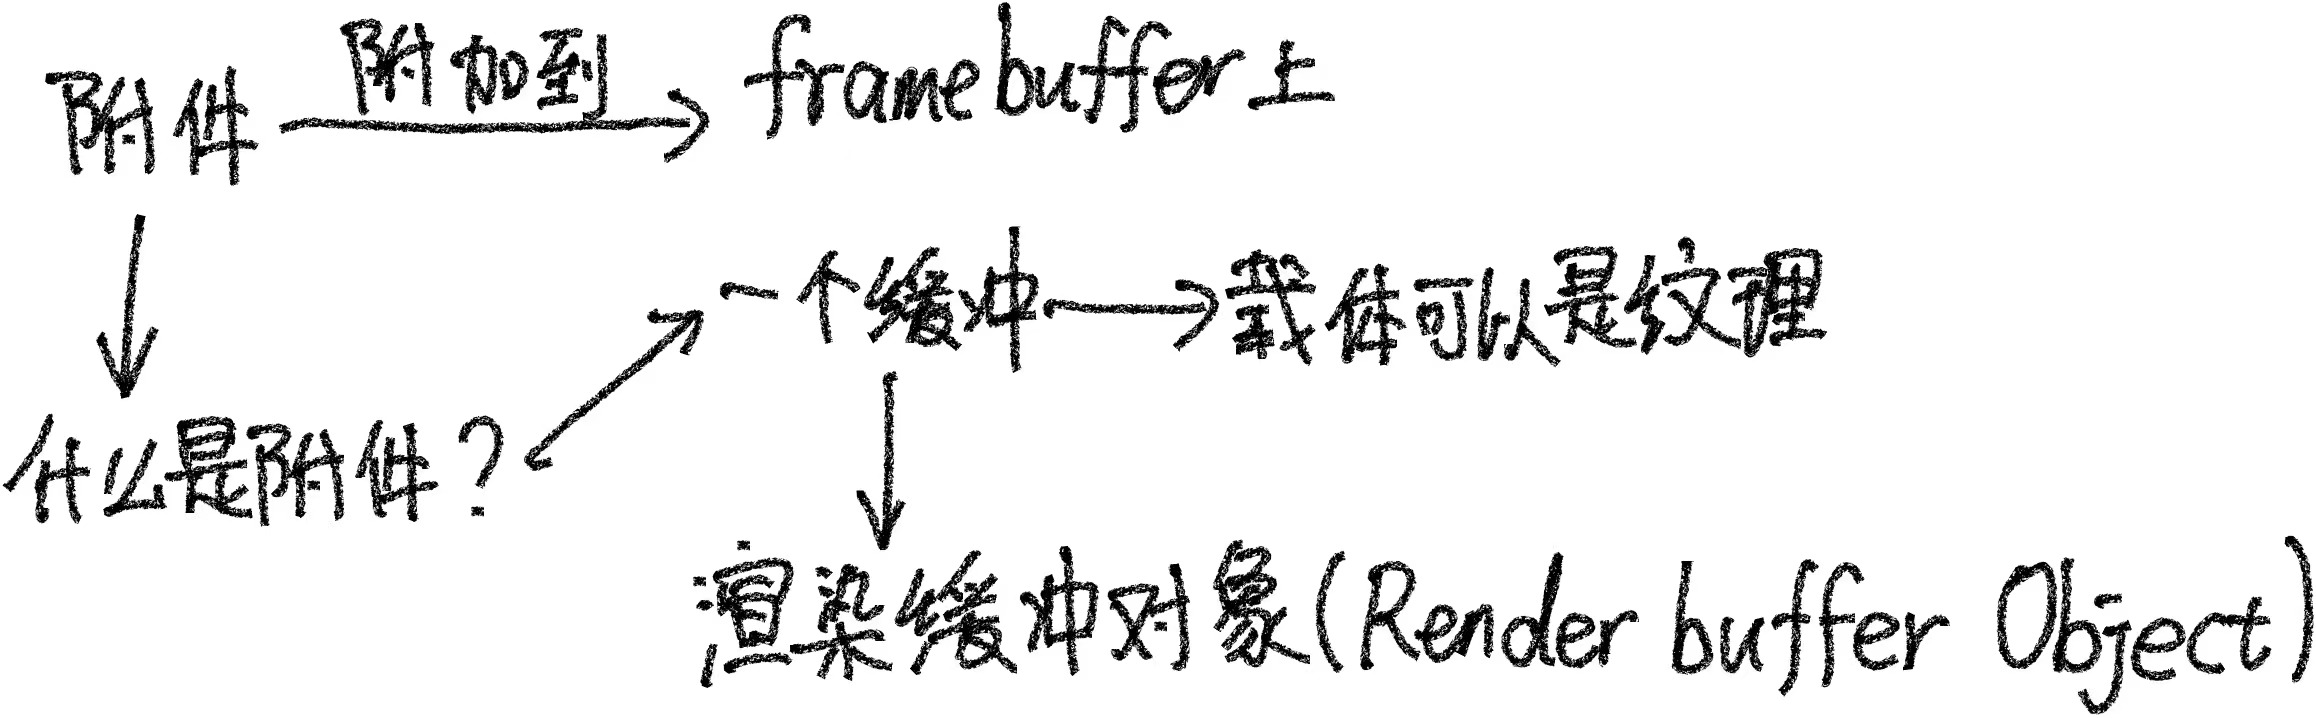 附件 附加到 framebuffer上
一个缓冲 载体可以是纹理
什么是附件?
渲染缓冲对象(Render buffer Object)